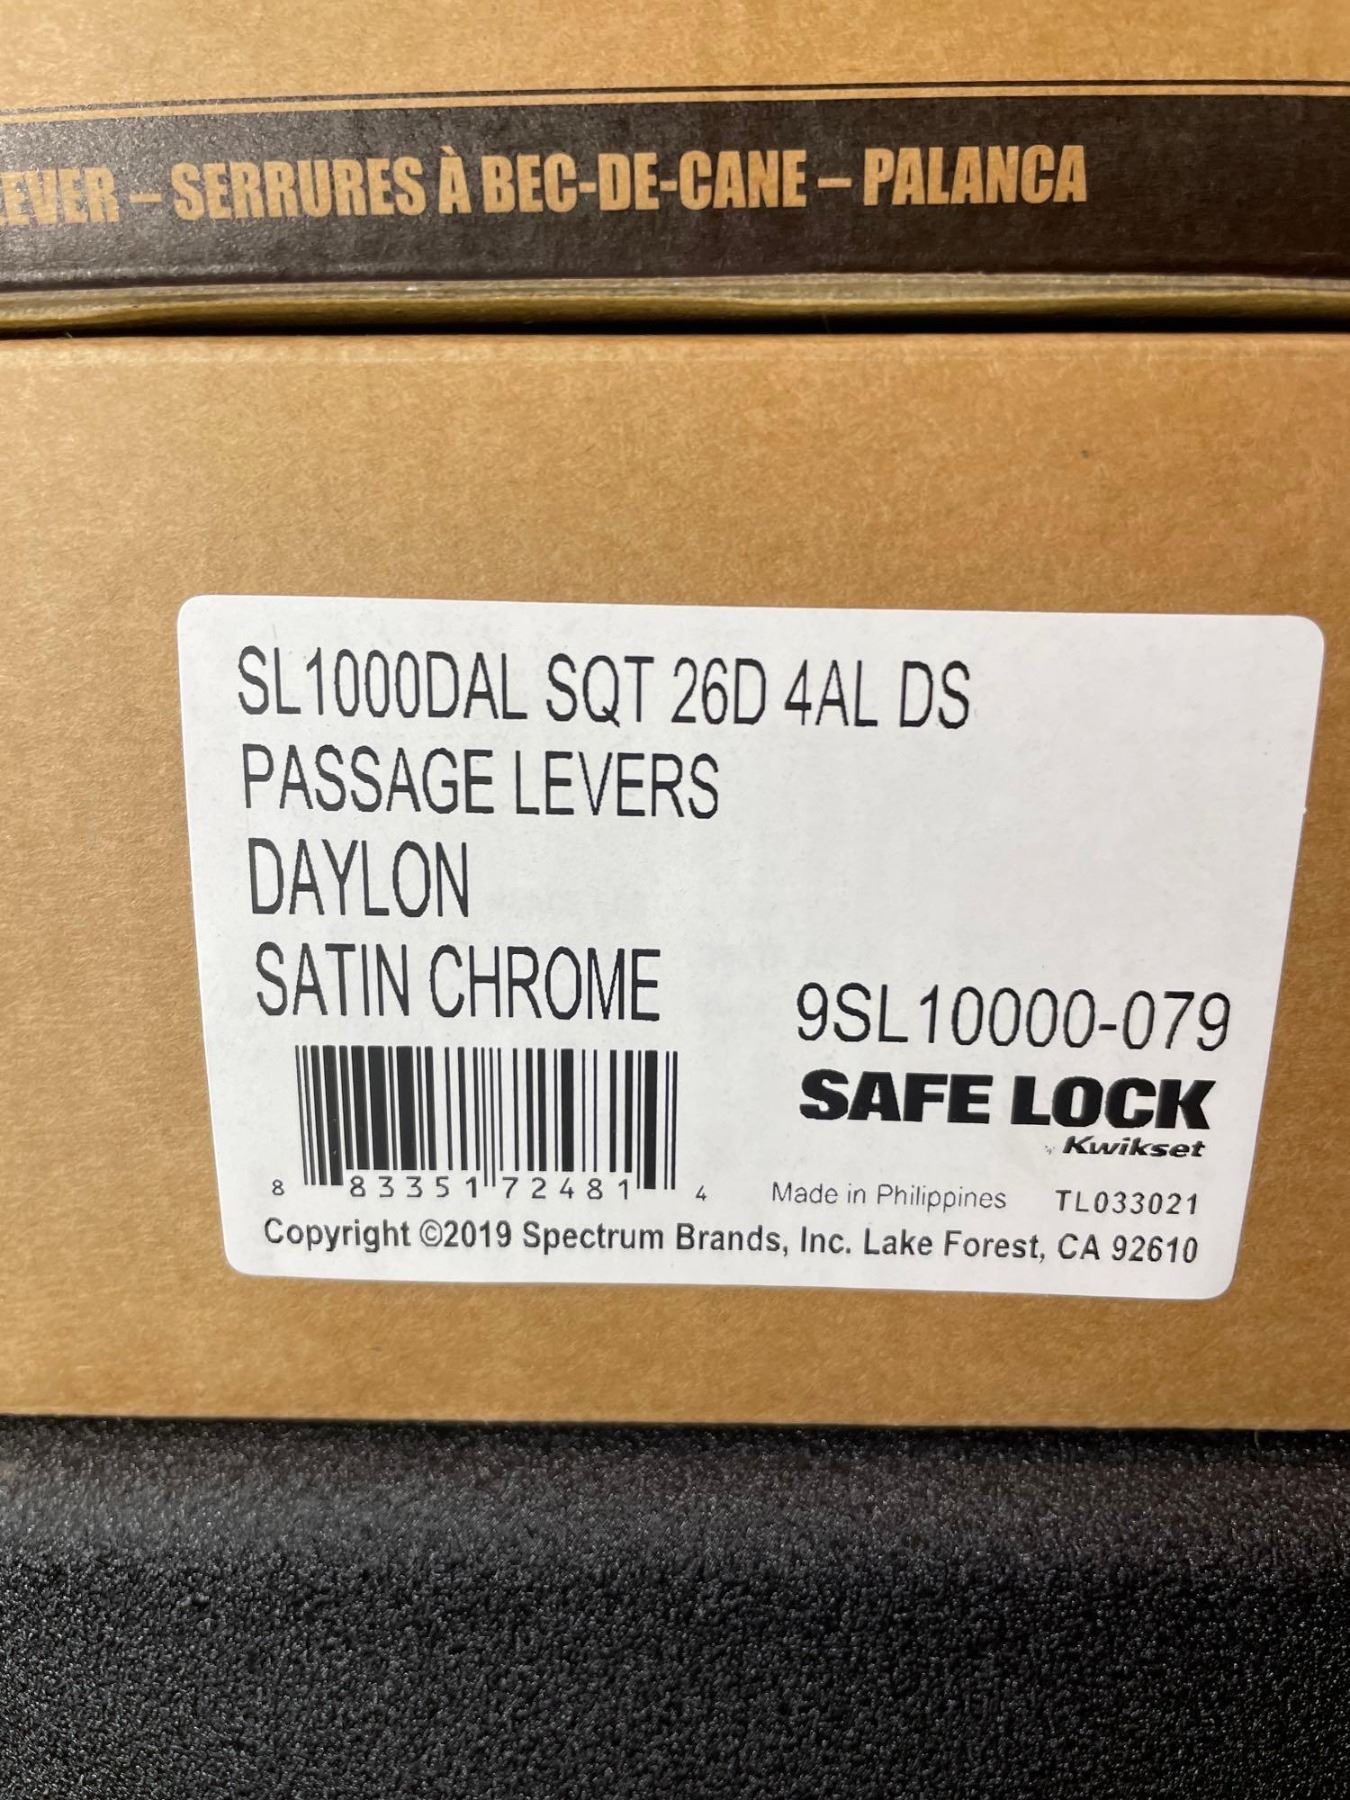 LEVER – SERRURES À BEC-DE-CANE – PALANCA
SL1000DAL SQT 26D 4AL DS
PASSAGE LEVERS
DAYLON
SATIN CHROME
9SL10000-079
SAFE LOCK
Kwikset
8 83351 72481 4
Made in Philippines TL033021
Copyright ©2019 Spectrum Brands, Inc. Lake Forest, CA 92610